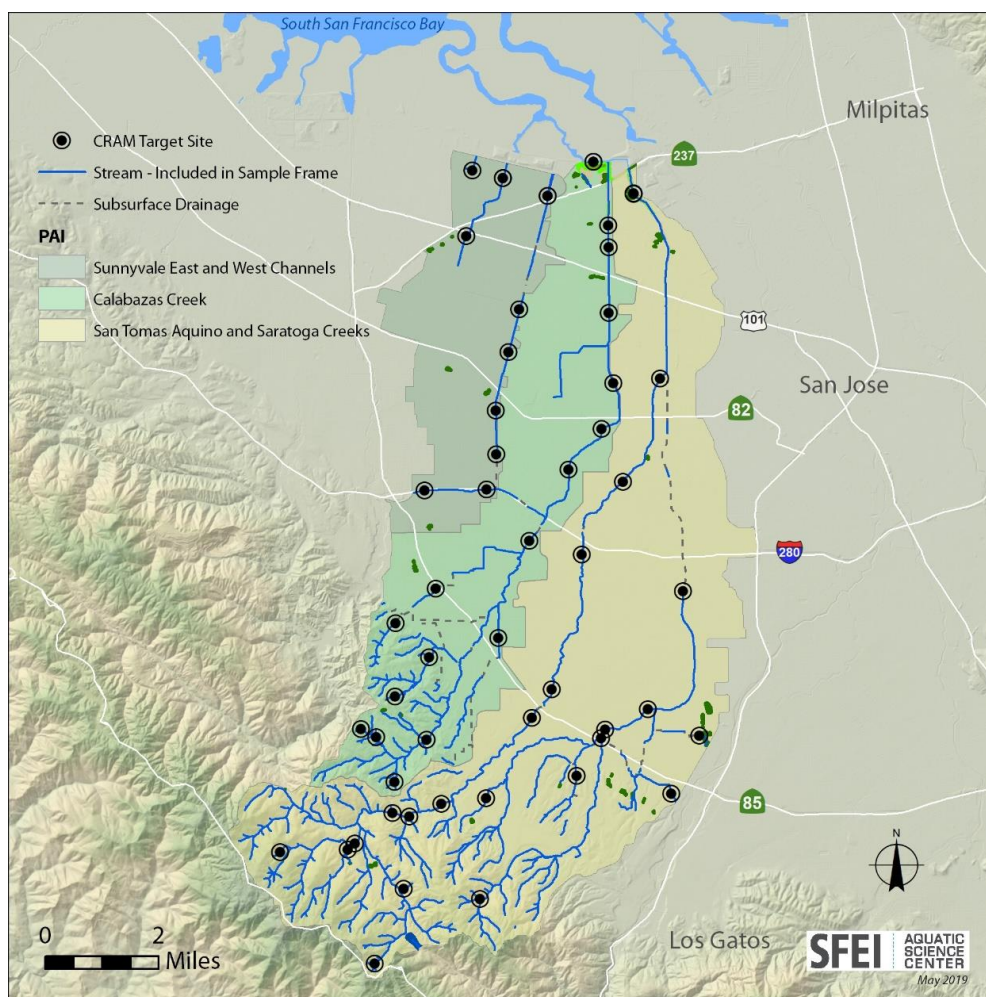 South San Francisco Bay
Milpitas
CRAM Target Site
237
Stream - Included in Sample Frame
Subsurface Drainage
PAI
Sunnyvale East and West Channels
Calabazas Creek
101
San Tomas Aquino and Saratoga Creeks
San Jose
82
280
85
N
0 2
Miles
Los Gatos
SFEI
AQUATIC
SCIENCE
CENTER
May 2019